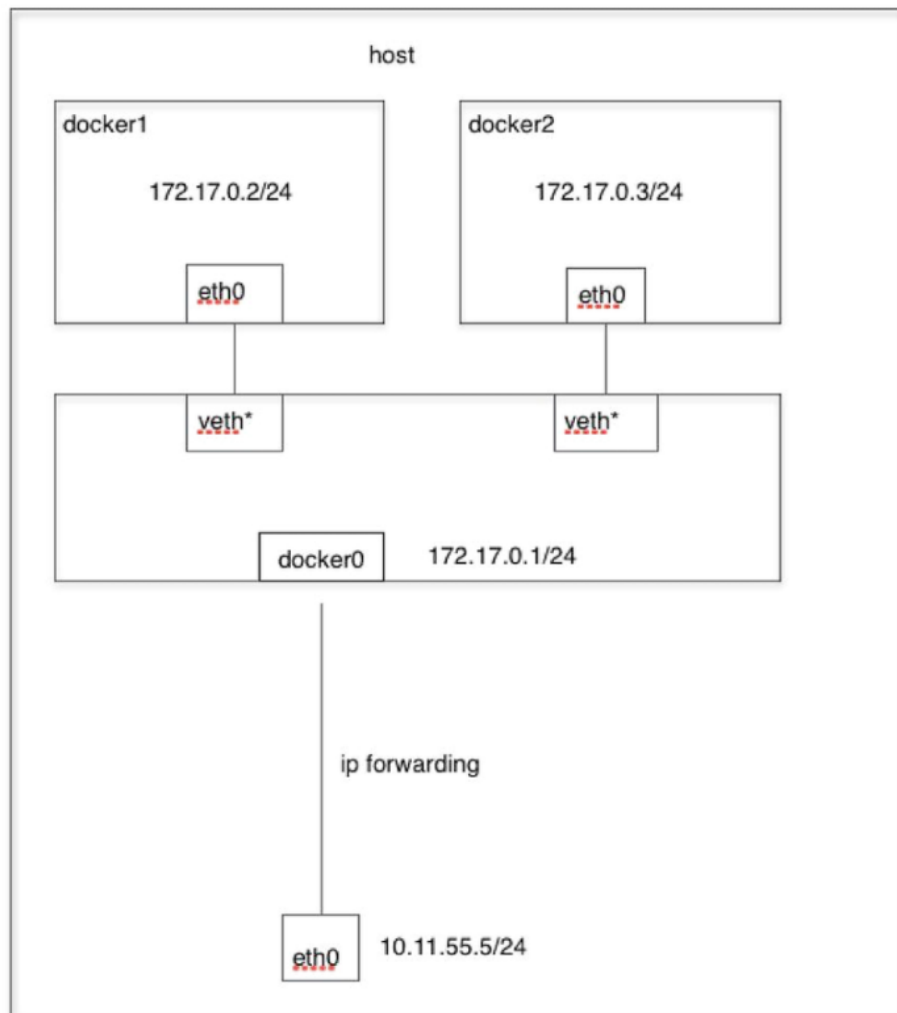 host
docker1
docker2
172.17.0.2/24
172.17.0.3/24
eth0
eth0
veth*
veth*
docker0
172.17.0.1/24
ip forwarding
eth0
10.11.55.5/24